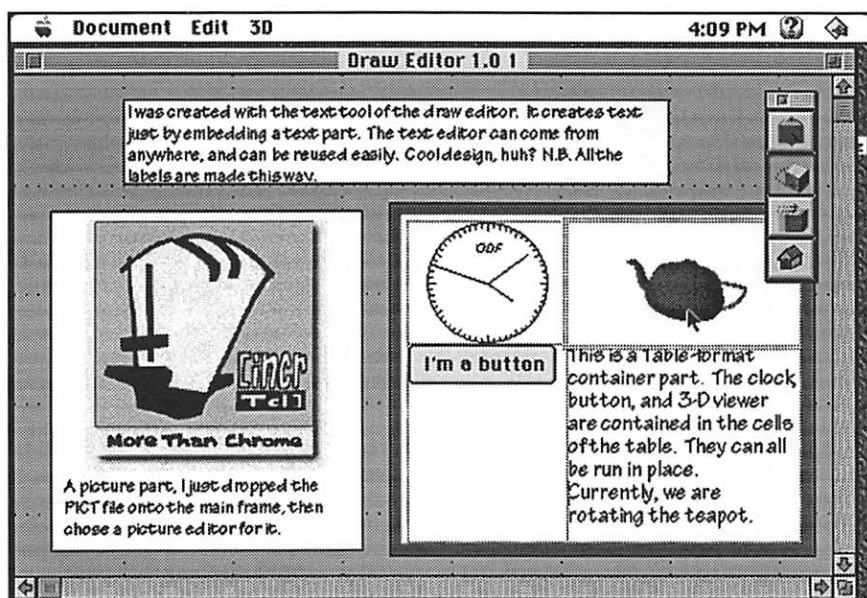 Document Edit 3D
4:09 PM
Draw Editor 1.0 1
I was created with the text tool of the draw editor. It creates text
just by embedding a text part. The text editor can come from
anywhere, and can be reused easily. Cool design, huh? N.B. All the
labels are made this way.
More Than Chrome
A picture part, I just dropped the
PICT file onto the main frame, then
chose a picture editor for it.
ODF
I'm a button
This is a Table-format
container part. The clock,
button, and 3-D viewer
are contained in the cells
of the table. They can all
be run in place.
Currently, we are
rotating the teapot.